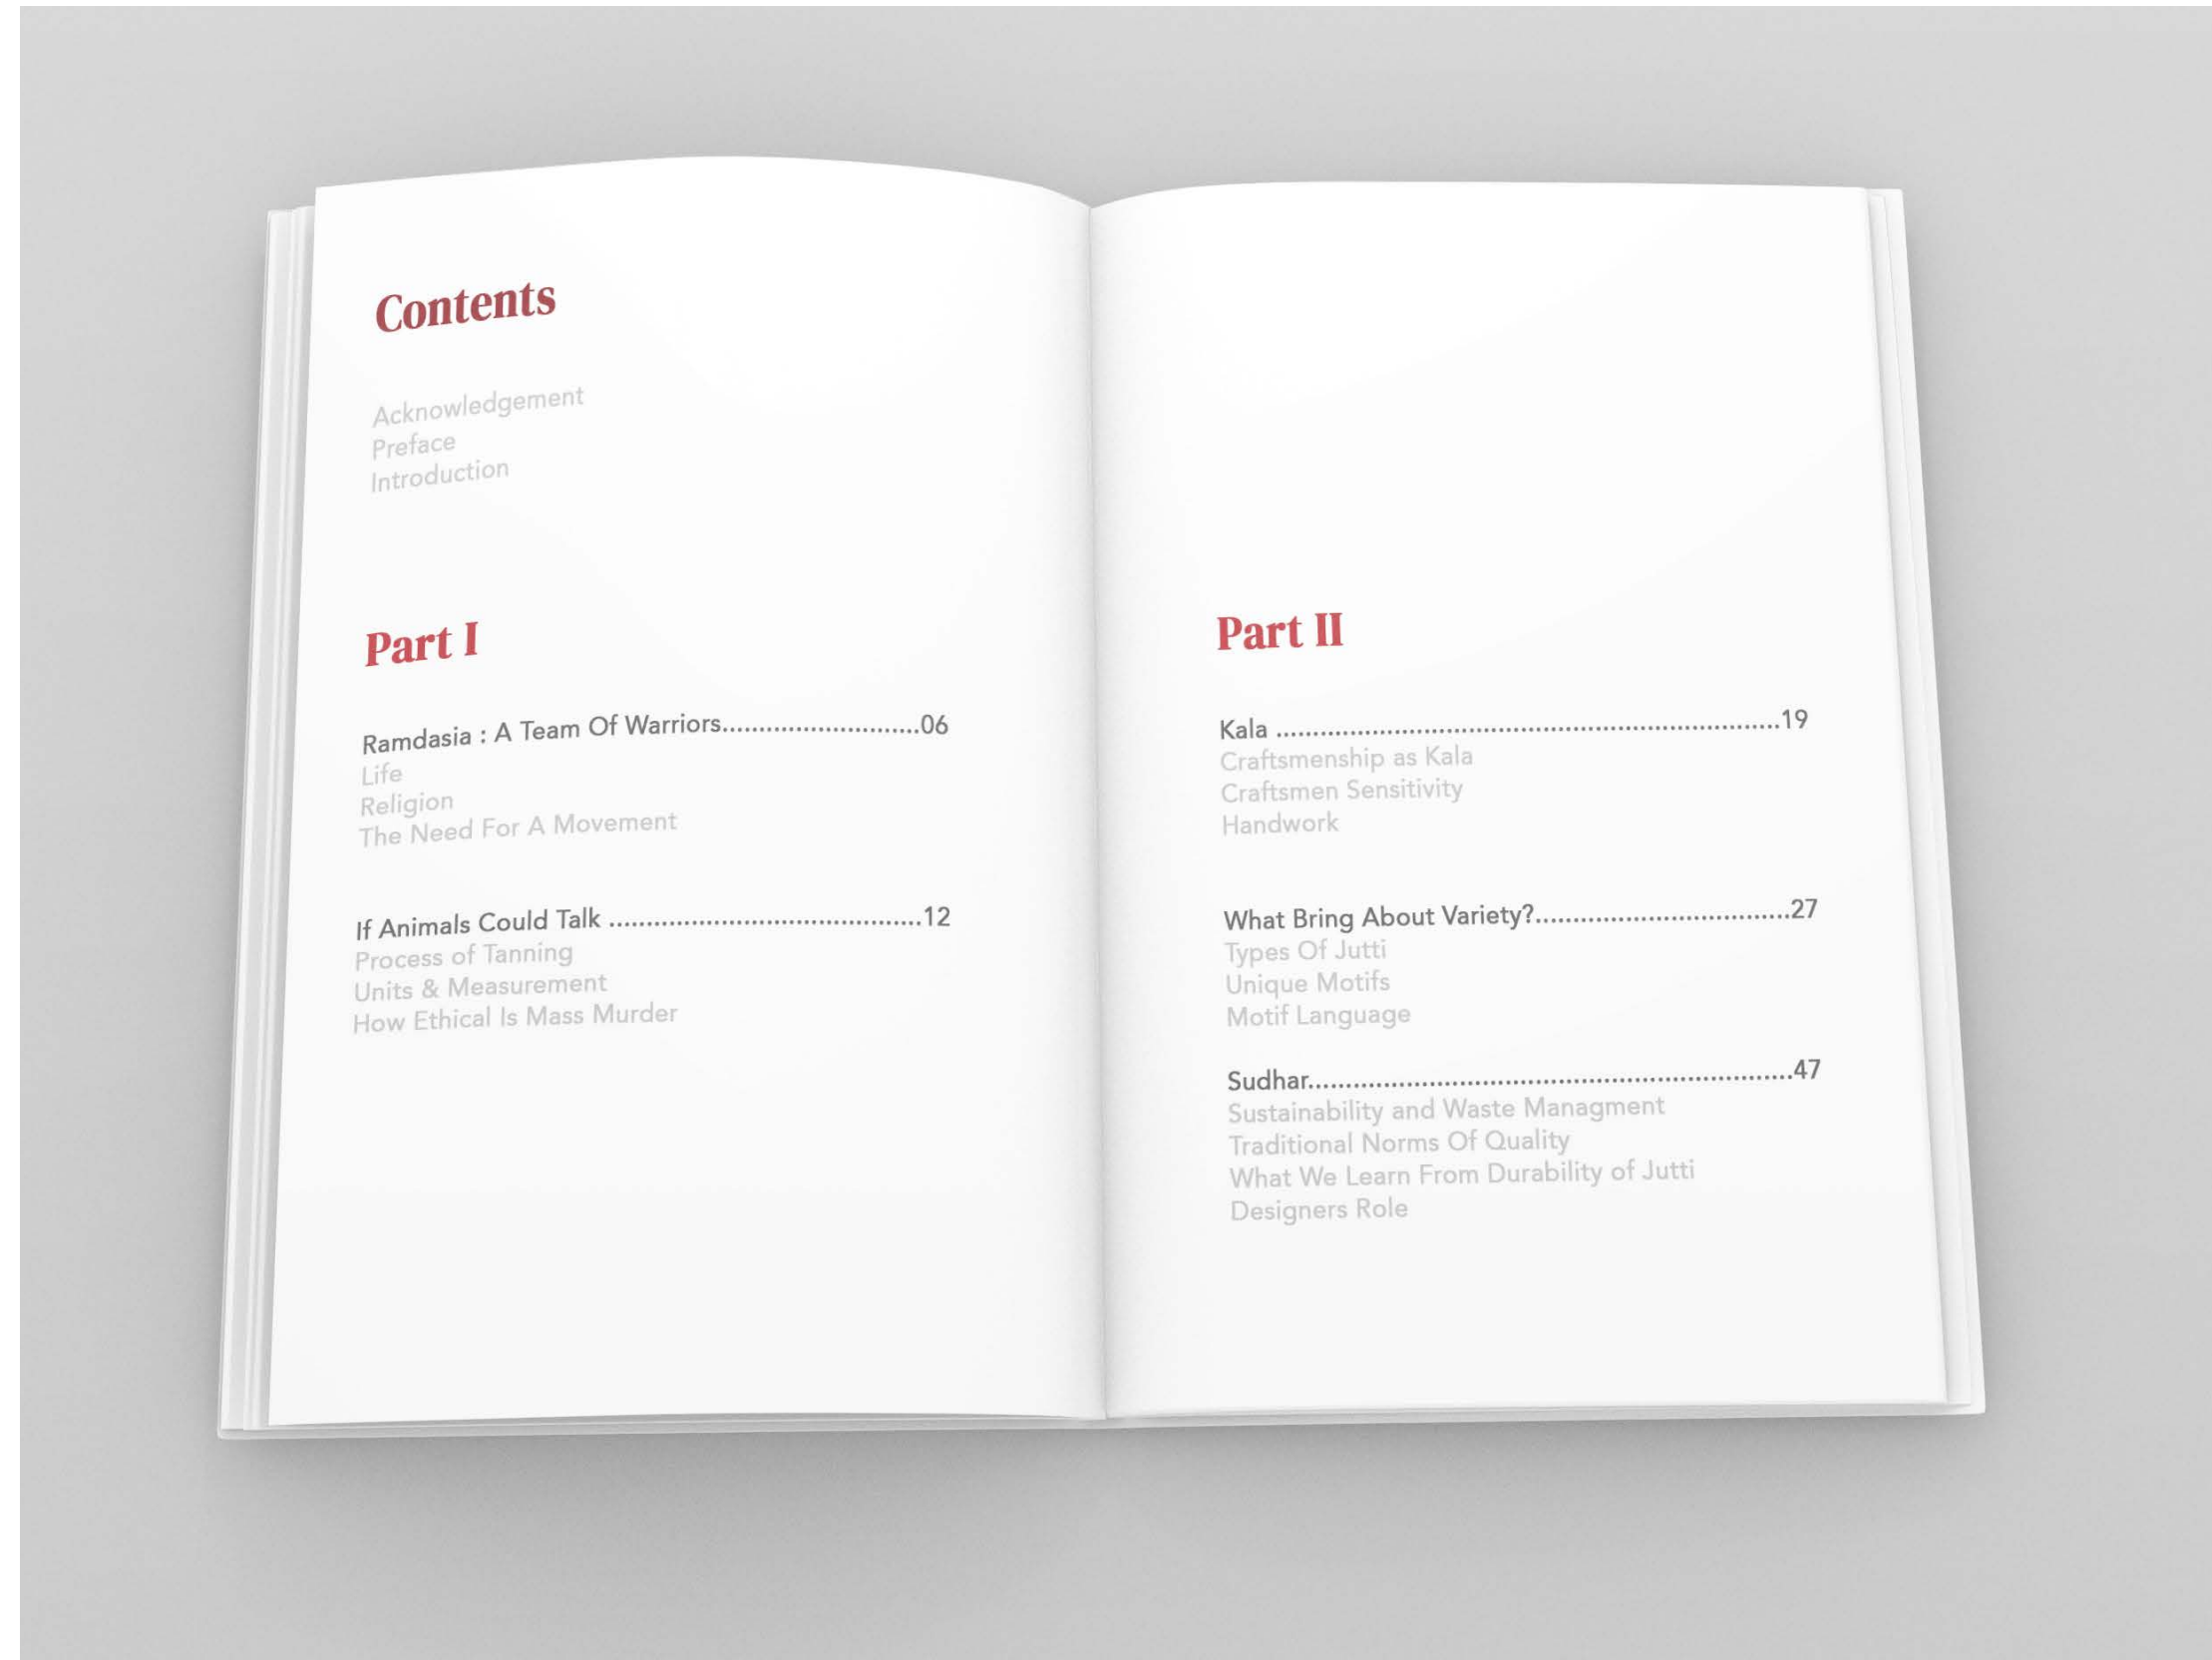 Contents
Acknowledgement
Preface
Introduction
Part I
Ramdasia : A Team Of Warriors..........................06
Life
Religion
The Need For A Movement
If Animals Could Talk .........................................12
Process of Tanning
Units & Measurement
How Ethical Is Mass Murder
Part II
Kala ...................................................................19
Craftsmenship as Kala
Craftsmen Sensitivity
Handwork
What Bring About Variety?..................................27
Types Of Jutti
Unique Motifs
Motif Language
Sudhar................................................................47
Sustainability and Waste Managment
Traditional Norms Of Quality
What We Learn From Durability of Jutti
Designers Role